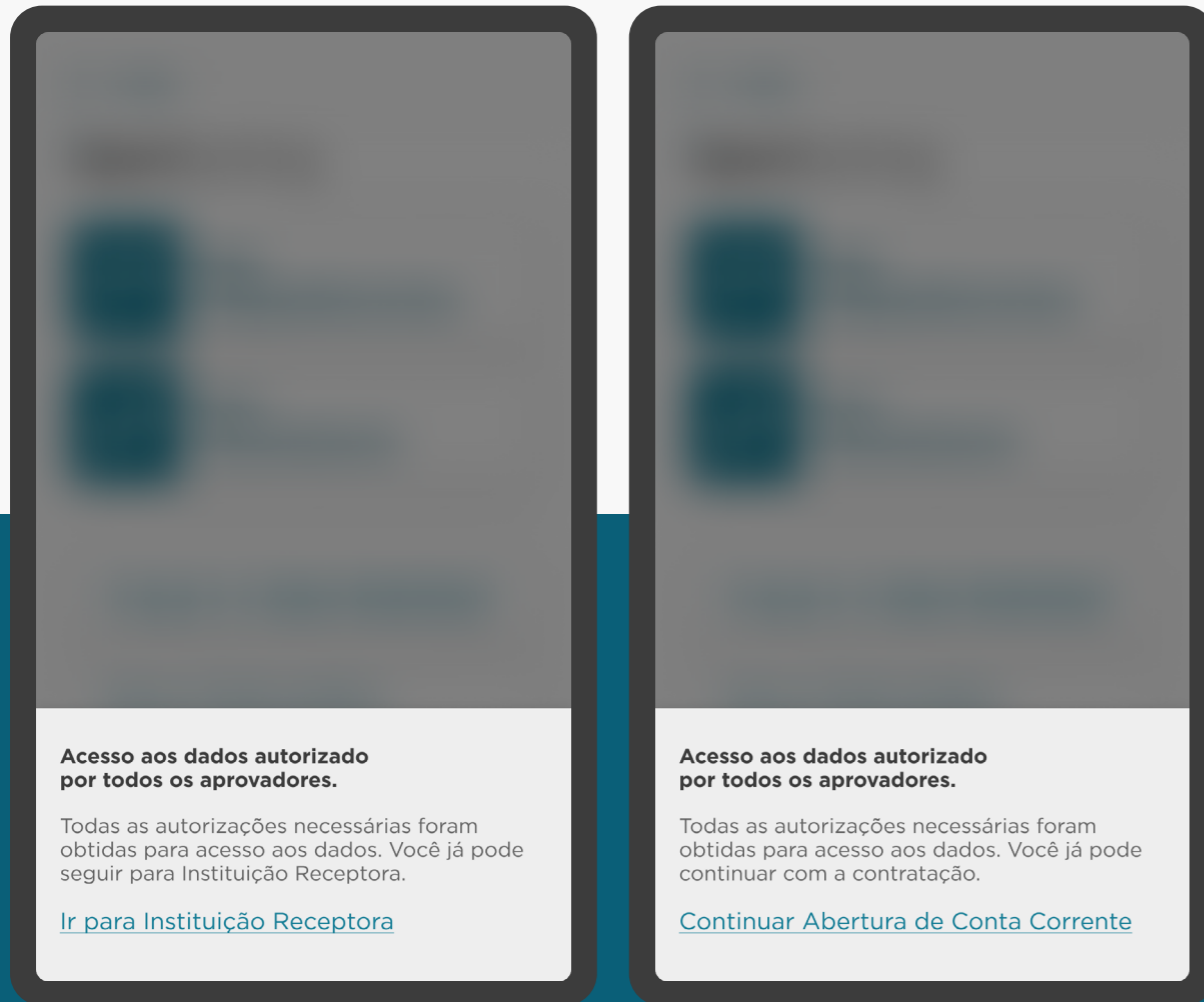 Acesso aos dados autorizado
por todos os aprovadores.
Todas as autorizações necessárias foram
obtidas para acesso aos dados. Você já pode
seguir para Instituição Receptora.
Ir para Instituição Receptora
Acesso aos dados autorizado
por todos os aprovadores.
Todas as autorizações necessárias foram
obtidas para acesso aos dados. Você já pode
continuar com a contratação.
Continuar Abertura de Conta Corrente